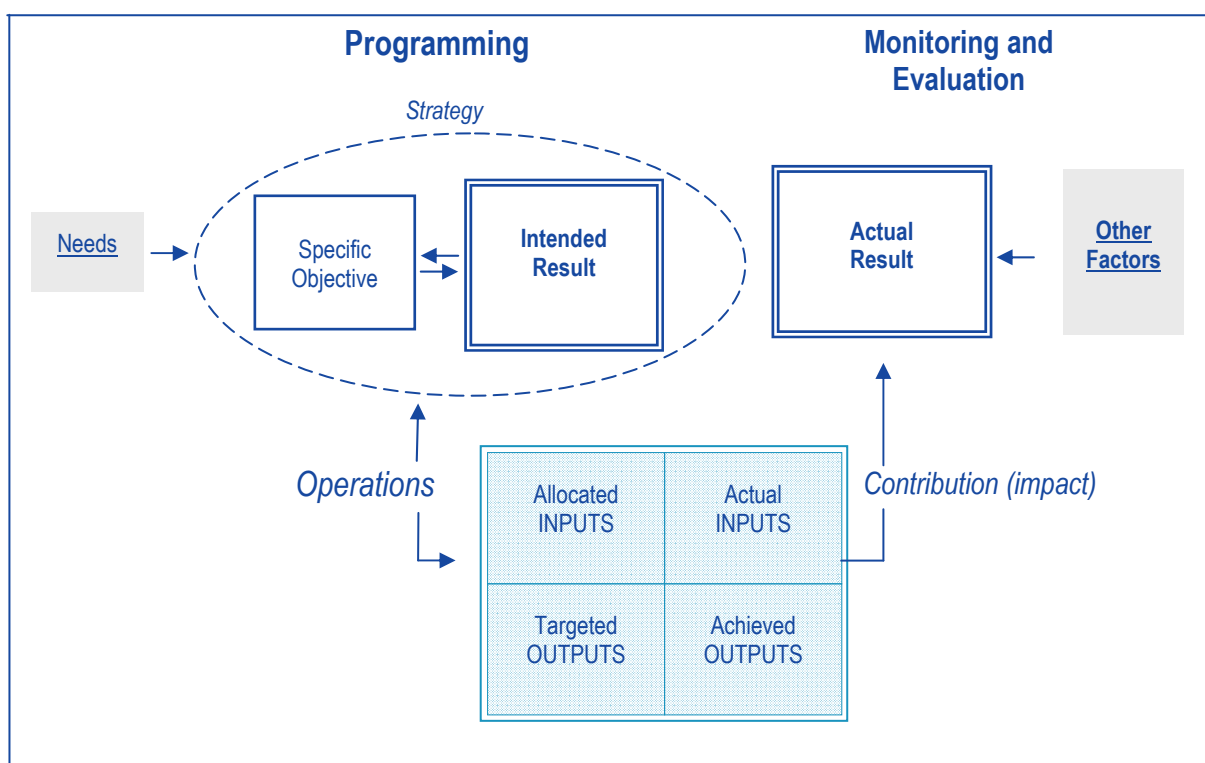 Programming
Monitoring and
Evaluation
Strategy
Needs
Specific
Objective
Intended
Result
Actual
Result
Other
Factors
Operations
Allocated
INPUTS
Actual
INPUTS
Contribution (impact)
Targeted
OUTPUTS
Achieved
OUTPUTS